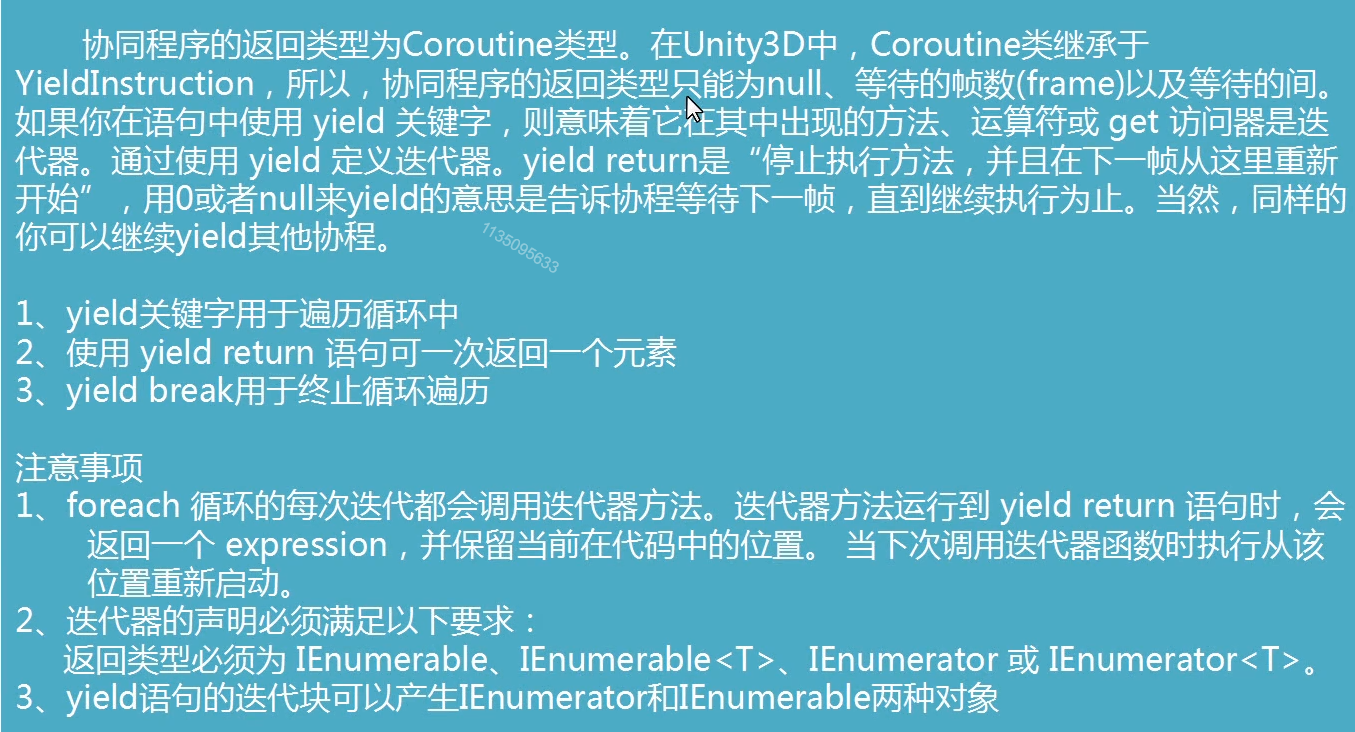 协同程序的返回类型为Coroutine类型。在Unity3D中，Coroutine类继承于
YieldInstruction，所以，协同程序的返回类型只能为null、等待的帧数(frame)以及等待的间。
如果你在语句中使用 yield 关键字，则意味着它在其中出现的方法、运算符或 get 访问器是迭
代器。通过使用 yield 定义迭代器。yield return是“停止执行方法，并且在下一帧从这里重新
开始”，用0或者null来yield的意思是告诉协程等待下一帧，直到继续执行为止。当然，同样的
你可以继续yield其他协程。
1135095633
1、yield关键字用于遍历循环中
2、使用 yield return 语句可一次返回一个元素
3、yield break用于终止循环遍历
注意事项
1、foreach 循环的每次迭代都会调用迭代器方法。迭代器方法运行到 yield return 语句时，会
返回一个 expression，并保留当前在代码中的位置。 当下次调用迭代器函数时执行从该
位置重新启动。
2、迭代器的声明必须满足以下要求：
返回类型必须为 IEnumerable、IEnumerable<T>、IEnumerator 或 IEnumerator<T>。
3、yield语句的迭代块可以产生IEnumerator和IEnumerable两种对象